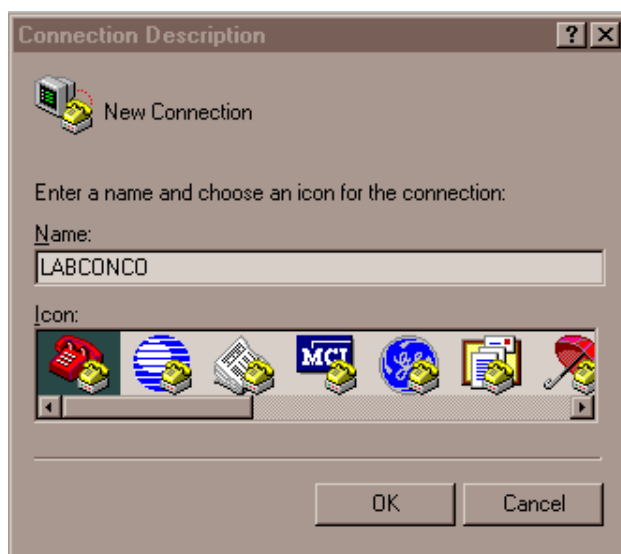 Connection Description
New Connection
Enter a name and choose an icon for the connection:
Name:
LABCONCO
Icon:
MCI
OK Cancel